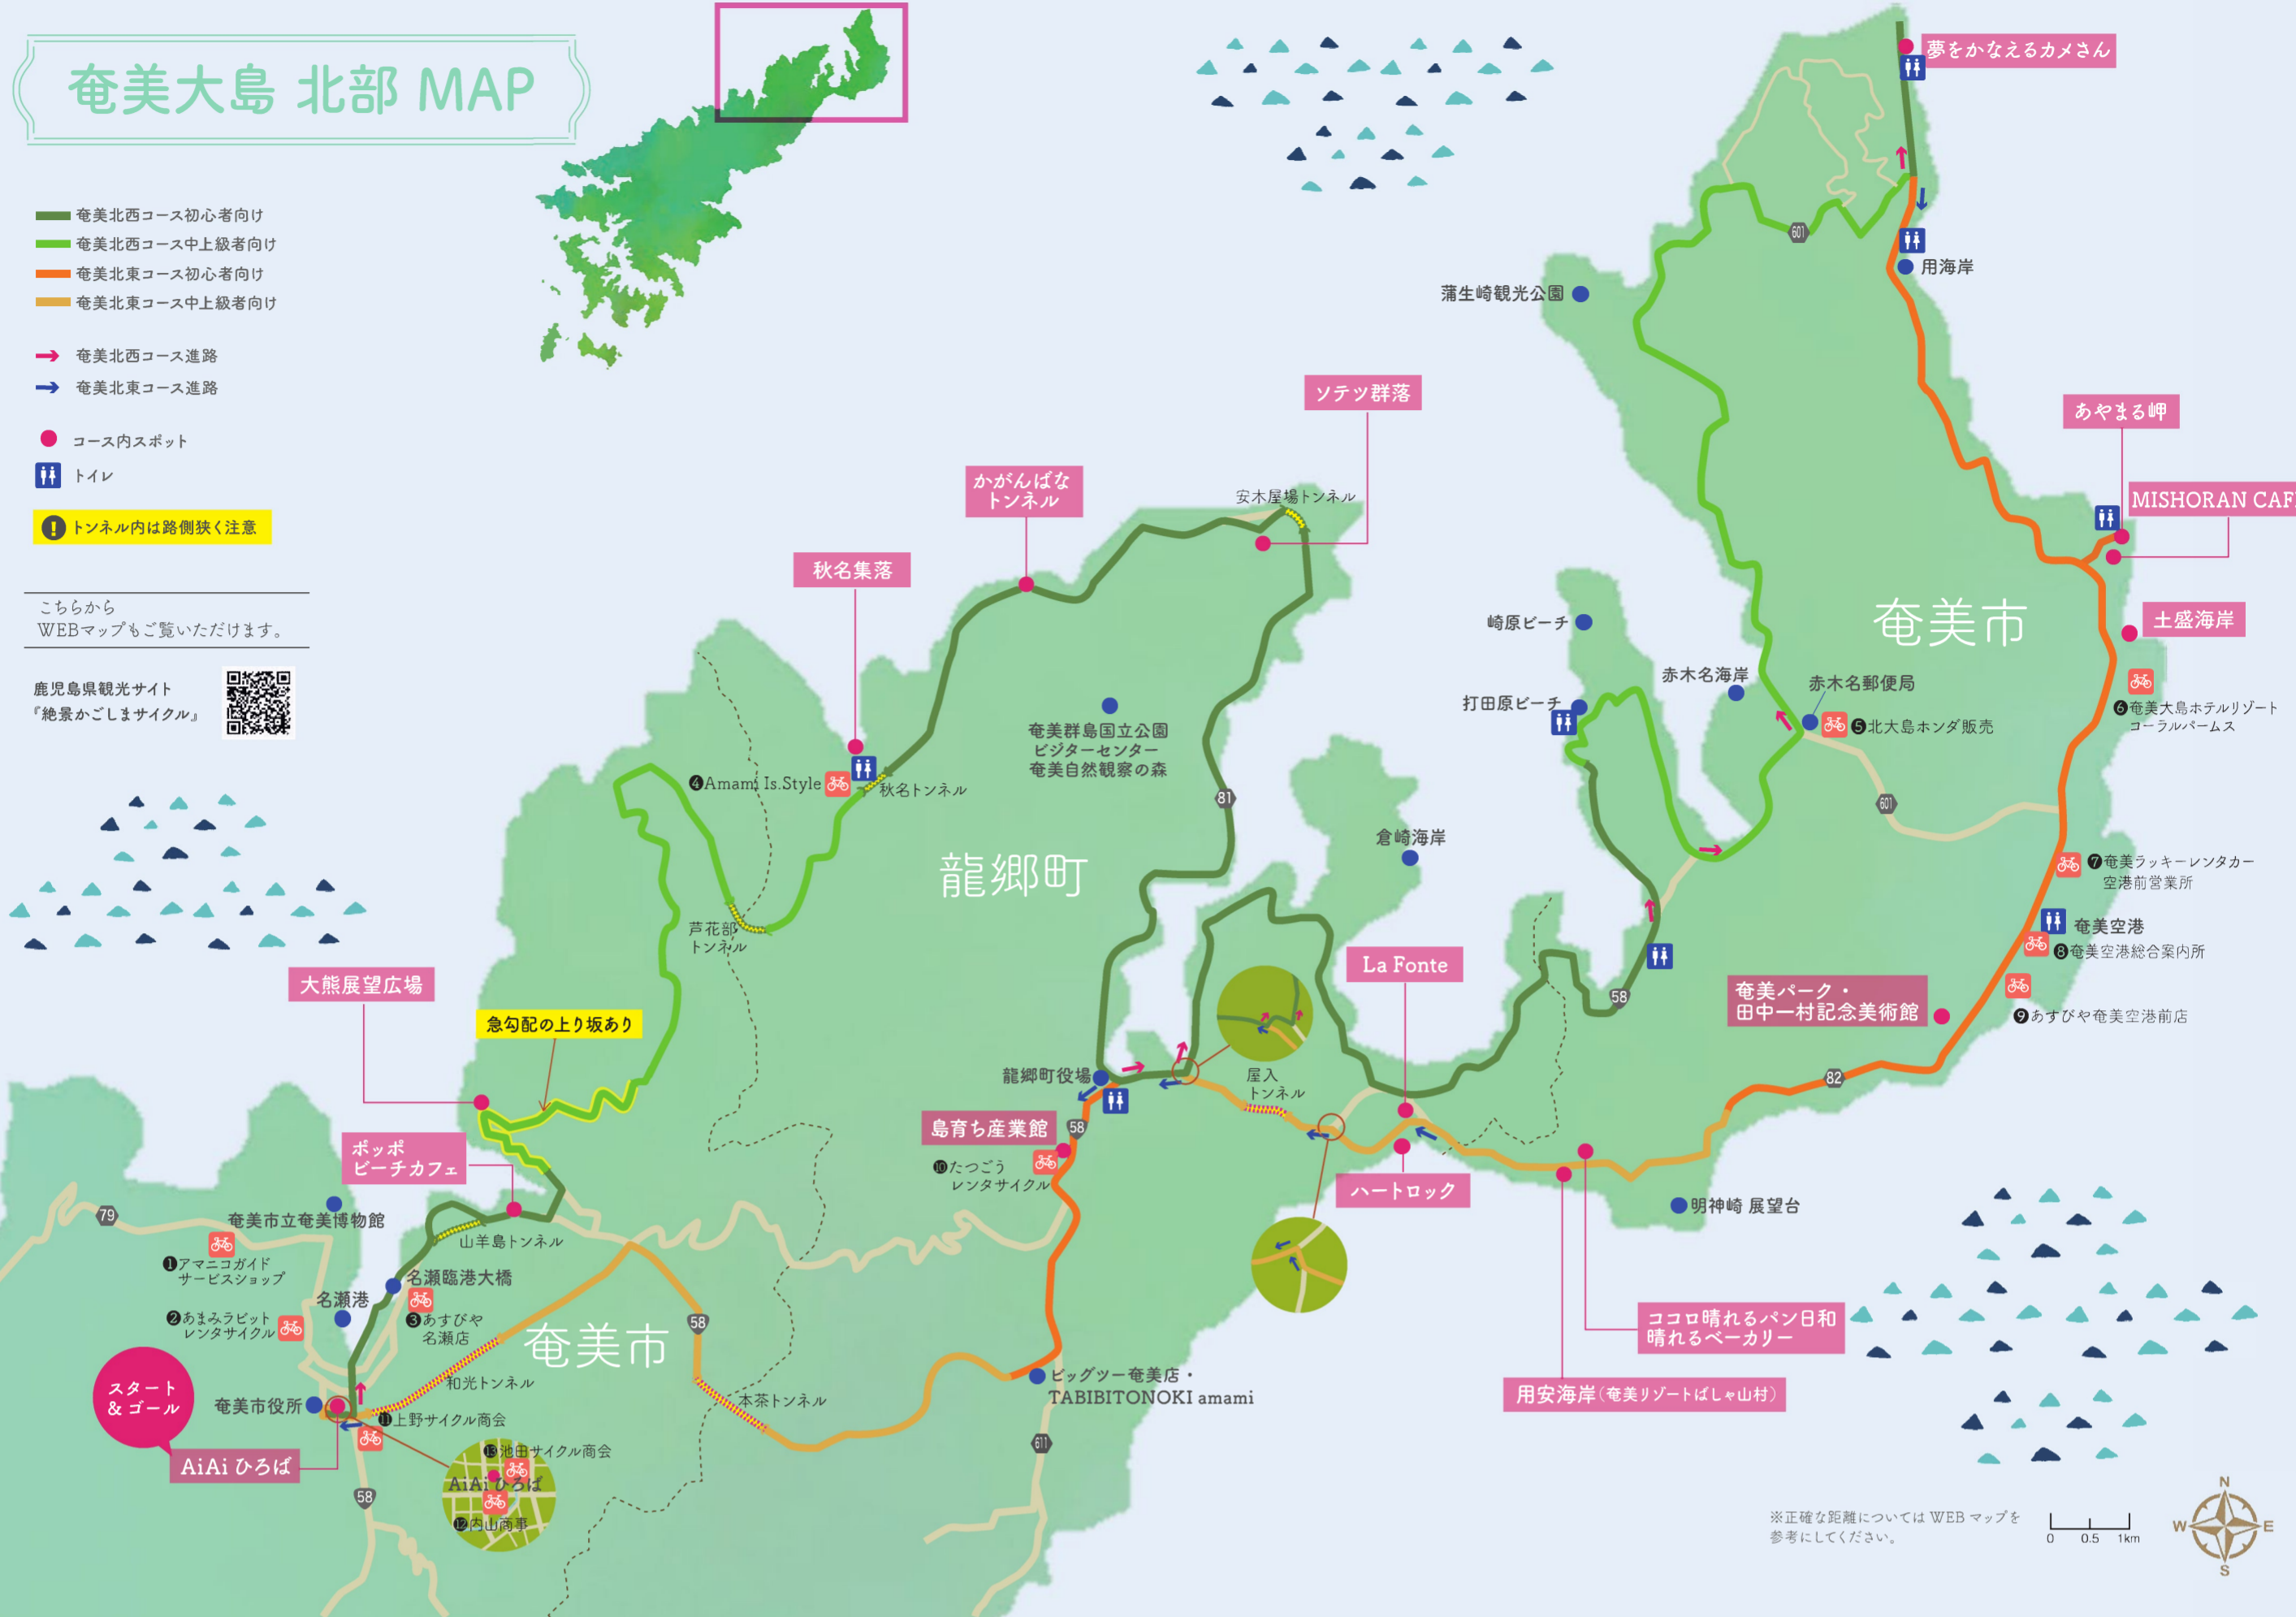 奄美大島 北部 MAP
奄美北西コース初心者向け
奄美北西コース中上級者向け
奄美北東コース初心者向け
奄美北東コース中上級者向け
奄美北西コース進路
奄美北東コース進路
コース内スポット
トイレ
! トンネル内は路側狭く注意
こちらから
WEBマップもご覧いただけます。
鹿児島県観光サイト
『絶景かごしまサイクル』
夢をかなえるカメさん
601
用海岸
蒲生崎観光公園
あやまる岬
MISHORAN CAF
奄美市
土盛海岸
❻奄美大島ホテルリゾート
コーラルパームス
崎原ビーチ
打田原ビーチ
赤木名海岸
赤木名郵便局
❺北大島ホンダ販売
601
❼奄美ラッキーレンタカー
空港前営業所
奄美空港
❽奄美空港総合案内所
❾あすびや奄美空港前店
奄美パーク・
田中一村記念美術館
82
58
ソテツ群落
安木屋場トンネル
かがんばな
トンネル
秋名集落
❹Amami Is.Style
秋名トンネル
奄美群島国立公園
ビジターセンター
奄美自然観察の森
81
龍郷町
倉崎海岸
芦花部
トンネル
大熊展望広場
急勾配の上り坂あり
La Fonte
龍郷町役場
屋入
トンネル
島育ち産業館
58
❿たつごう
レンタサイクル
ハートロック
明神崎 展望台
ココロ晴れるパン日和
晴れるベーカリー
用安海岸（奄美リゾートばしゃ山村）
ポッポ
ビーチカフェ
79
奄美市立奄美博物館
山羊島トンネル
❶アマニコガイド
サービスショップ
名瀬臨港大橋
名瀬港
❷あまみラビット
レンタサイクル
❸あすびや
名瀬店
奄美市
58
和光トンネル
本茶トンネル
ビッグツー奄美店・
TABIBITONOKI amami
611
スタート
&ゴール
奄美市役所
⓫上野サイクル商会
AiAi ひろば
58
⓭池田サイクル商会
AiAi ひろば
⓬内山商事
※正確な距離については WEB マップを
参考にしてください。
0 0.5 1km
N
W E
S